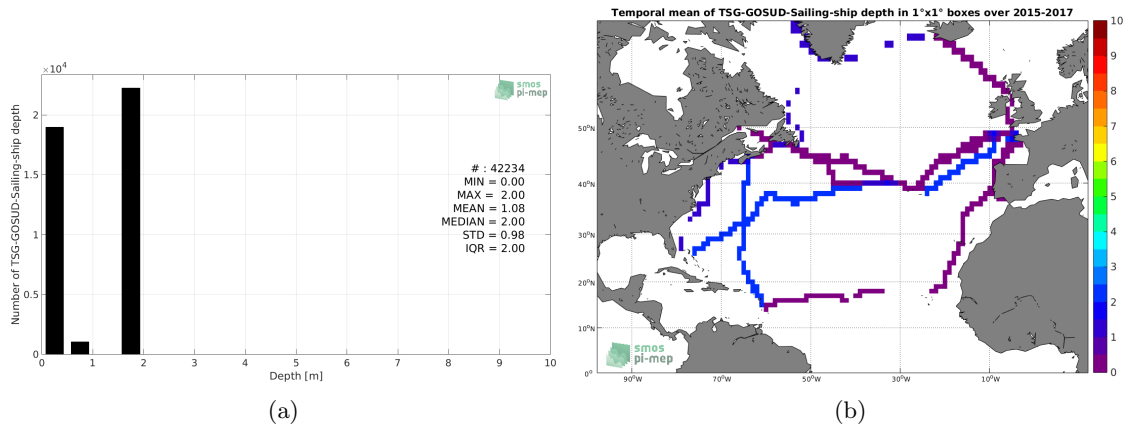 ×10⁴
2
1.5
1
0.5
0
Number of TSG-GOSUD-Sailing-ship depth
smos
pi-mep
# : 42234
MIN = 0.00
MAX = 2.00
MEAN = 1.08
MEDIAN = 2.00
STD = 0.98
IQR = 2.00
0 1 2 3 4 5 6 7 8 9 10
Depth [m]
(a)
Temporal mean of TSG-GOSUD-Sailing-ship depth in 1°x1° boxes over 2015-2017
50°N
40°N
30°N
20°N
10°N
0°
90°W 70°W 50°W 30°W 10°W
smos
pi-mep
10
9
8
7
6
5
4
3
2
1
0
(b)